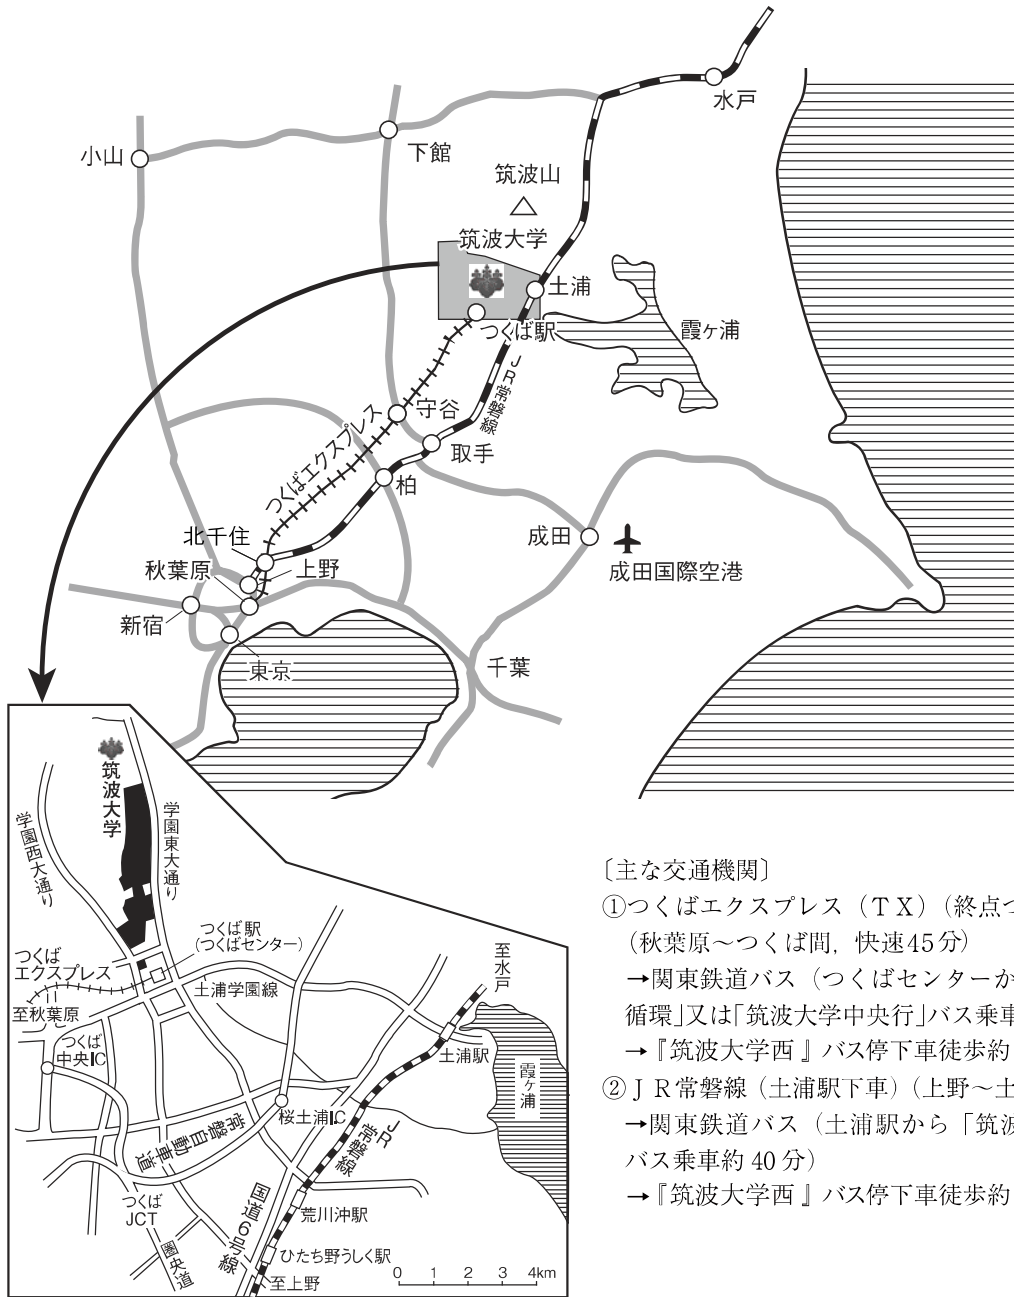 水戸
小山
下館
筑波山
筑波大学
土浦
つくば駅
霞ヶ浦
JR常磐線
守谷
つくばエクスプレス
取手
柏
北千住
成田
秋葉原
上野
成田国際空港
新宿
東京
千葉
筑波大学
学園西大通り
学園東大通り
つくば駅
(つくばセンター)
至水戸
つくば
エクスプレス
土浦学園線
至秋葉原
つくば
中央IC
土浦駅
霞ヶ浦
桜土浦IC
常磐自動車道
JR
常磐線
つくば
JCT
国道6号線
荒川沖駅
圏央道
ひたち野うしく駅
至上野
0 1 2 3 4km
〔主な交通機関〕
①つくばエクスプレス（TX）(終点つ
(秋葉原～つくば間，快速45分)
→関東鉄道バス（つくばセンターか
循環」又は「筑波大学中央行」バス乗車
→『筑波大学西』バス停下車徒歩約
②ＪＲ常磐線（土浦駅下車）(上野～土
→関東鉄道バス（土浦駅から「筑波
バス乗車約 40 分）
→『筑波大学西』バス停下車徒歩約